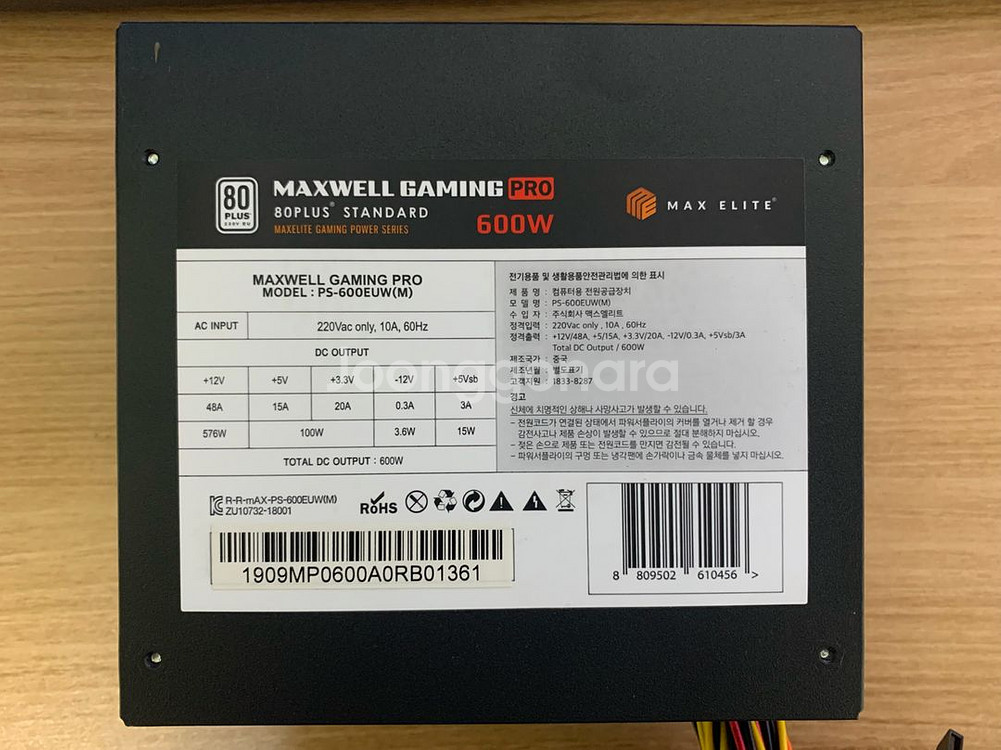 80
PLUS
230V EU
MAXWELL GAMING PRO
80PLUS® STANDARD
600W
MAXELITE GAMING POWER SERIES
MAX ELITE®
MAXWELL GAMING PRO
MODEL : PS-600EUW(M)
AC INPUT 220Vac only, 10A, 60Hz
DC OUTPUT
+12V +5V +3.3V -12V +5Vsb
48A 15A 20A 0.3A 3A
576W 100W 3.6W 15W
TOTAL DC OUTPUT : 600W
전기용품 및 생활용품안전관리법에 의한 표시
제 품 명 : 컴퓨터용 전원공급장치
모 델 명 : PS-600EUW(M)
수 입 자 : 주식회사 맥스엘리트
정격입력 : 220Vac only , 10A , 60Hz
정격출력 : +12V/48A, +5/15A, +3.3V/20A, -12V/0.3A, +5Vsb/3A
Total DC Output / 600W
제조국가 : 중국
제조년월 : 별도표기
고객지원 : 1833-8287
경고
신체에 치명적인 상해나 사망사고가 발생할 수 있습니다.
- 전원코드가 연결된 상태에서 파워서플라이의 커버를 열거나 제거 할 경우
감전사고나 제품 손상이 발생할 수 있으므로 절대 분해하지 마십시오.
- 젖은 손으로 제품 또는 전원코드를 만지면 감전될 수 있습니다.
- 파워서플라이의 구멍 또는 냉각팬에 손가락이나 금속 물체를 넣지 마십시오.
Joonggonara
R-R-mAX-PS-600EUW(M)
ZU10732-18001
RoHS
1909MP0600A0RB01361
8 809502 610456 >